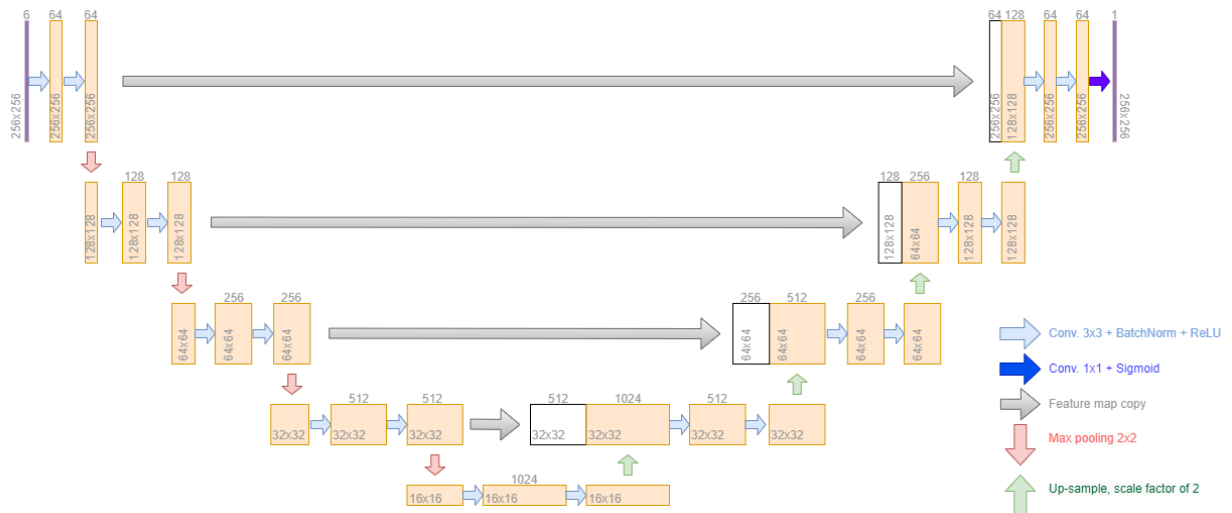 6 64 64
256x256 256x256 256x256
64 128 64 64 1
256x256 128x128 256x256 256x256 256x256
128 128
128x128 128x128 128x128
128 256 128
128x128 64x64 128x128 128x128
256 256
64x64 64x64 64x64
256 512 256
64x64 64x64 64x64 64x64
512 512
32x32 32x32 32x32
512 1024 512
32x32 32x32 32x32 32x32
1024
16x16 16x16 16x16
Conv. 3x3 + BatchNorm + ReLU
Conv. 1x1 + Sigmoid
Feature map copy
Max pooling 2x2
Up-sample, scale factor of 2